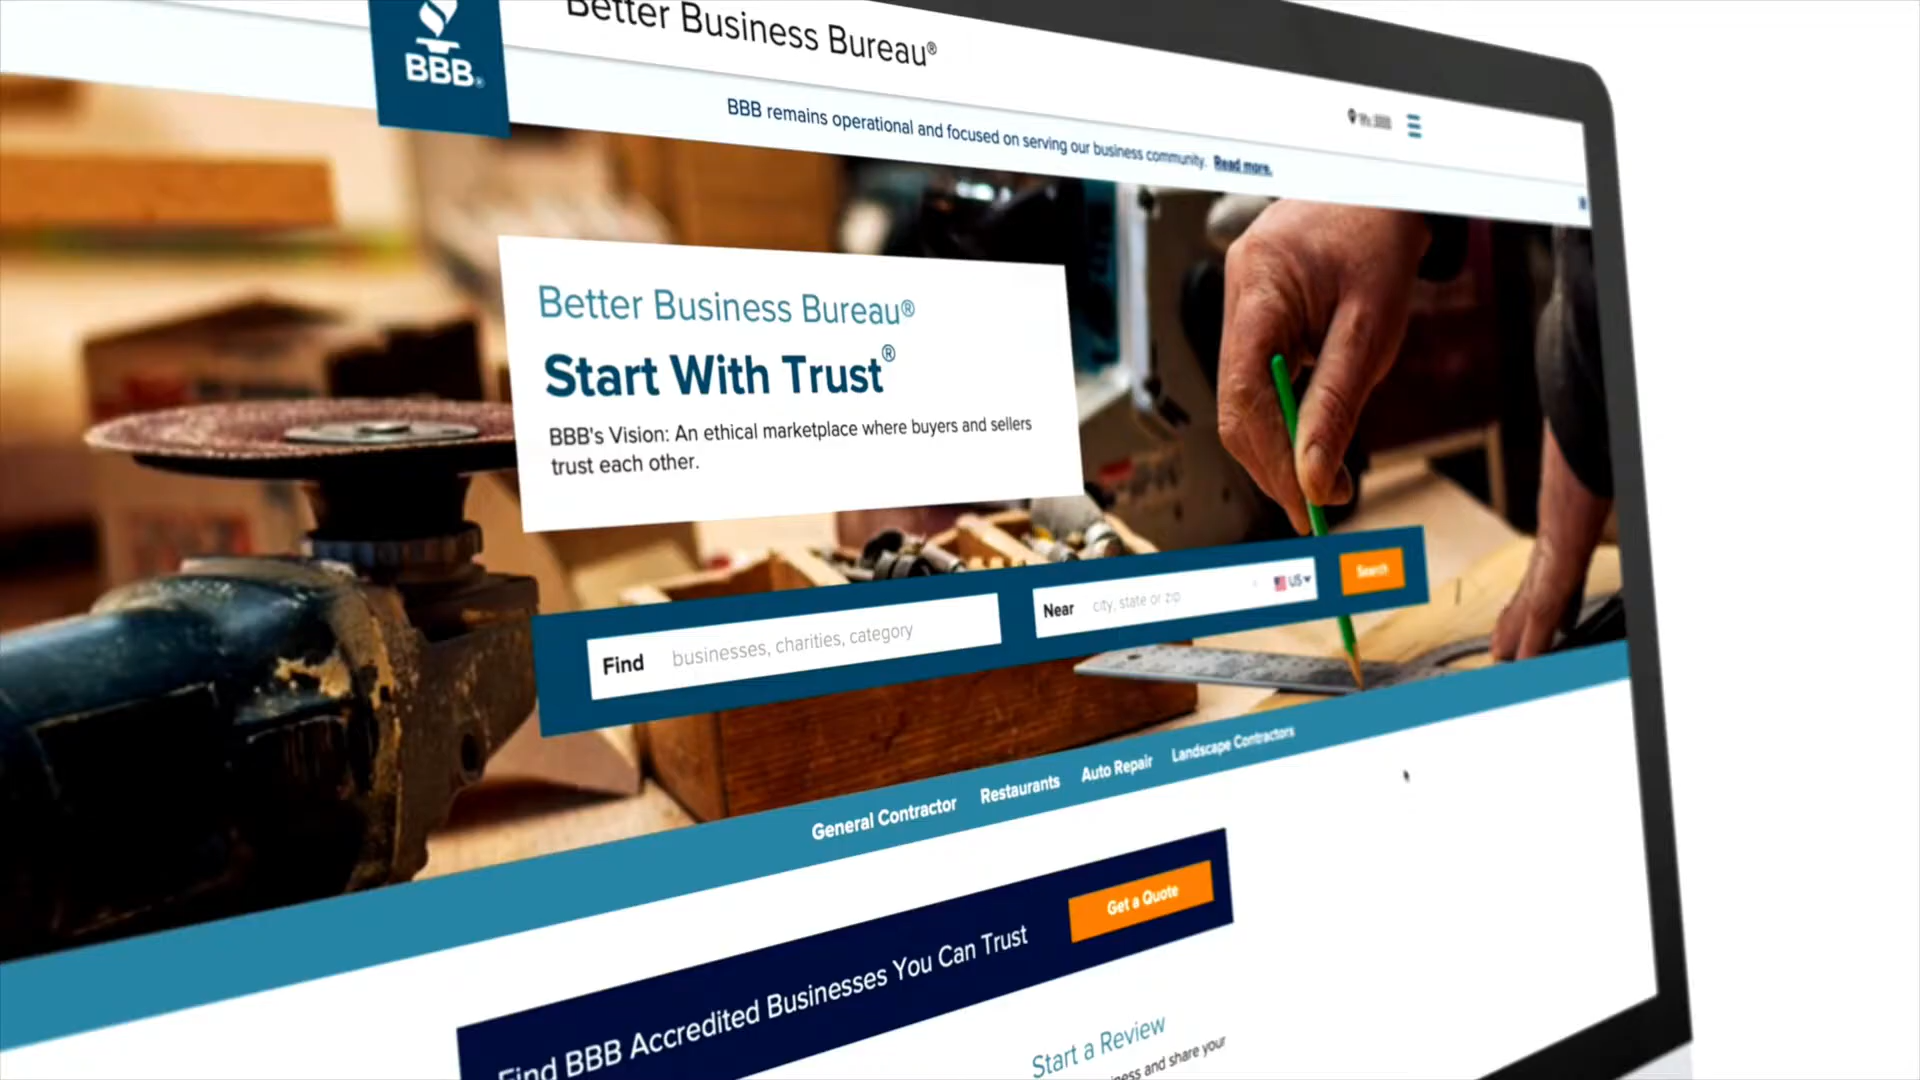 BBB®
Better Business Bureau®
BBB remains operational and focused on serving our business community. Read more.
Better Business Bureau®
Start With Trust®
BBB's Vision: An ethical marketplace where buyers and sellers
trust each other.
Find businesses, charities, category
Near city, state or zip
US
Search
General Contractor
Restaurants
Auto Repair
Landscape Contractors
Find BBB Accredited Businesses You Can Trust
Get a Quote
Start a Review
and share your